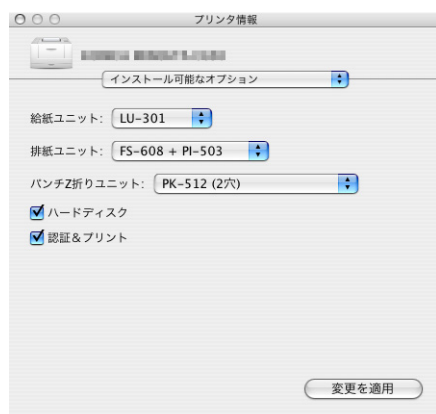 プリンタ情報
インストール可能なオプション
給紙ユニット: LU-301
排紙ユニット: FS-608 + PI-503
パンチZ折りユニット: PK-512 (2穴)
ハードディスク
認証&プリント
変更を適用